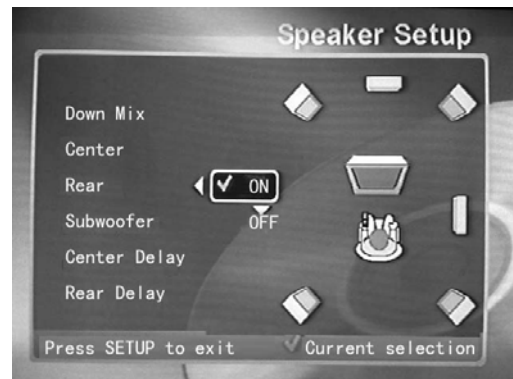 Speaker Setup
Down Mix
Center
Rear ON
Subwoofer OFF
Center Delay
Rear Delay
Press SETUP to exit Current selection